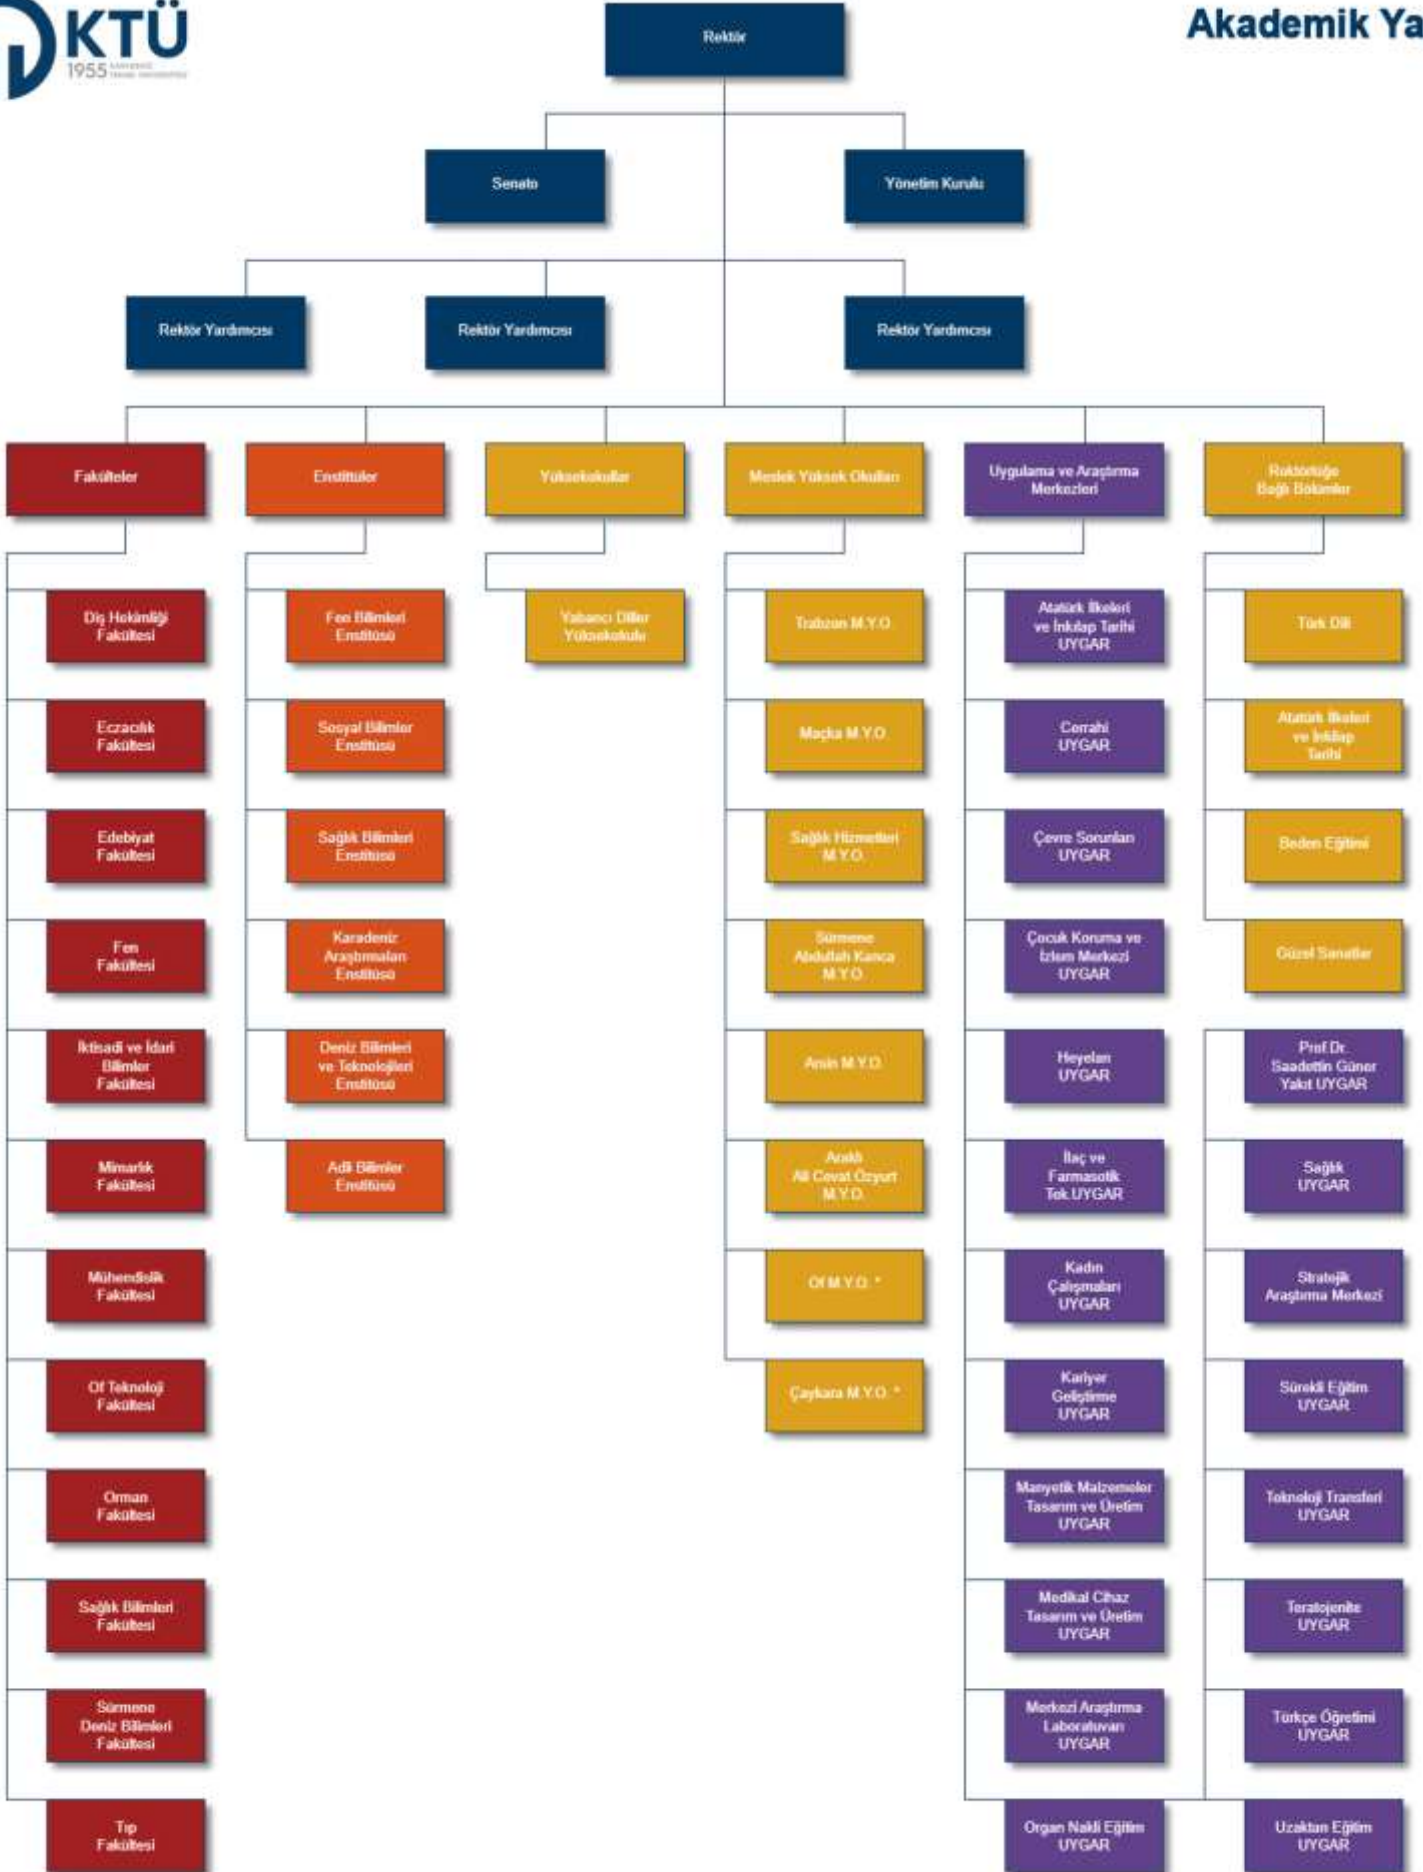 KTÜ
1955
Akademik Ya
Rektör
Senato
Yönetim Kurulu
Rektör Yardımcısı
Rektör Yardımcısı
Rektör Yardımcısı
Fakülteler
Enstitüler
Yüksekokullar
Meslek Yüksek Okulları
Uygulama ve Araştırma
Merkezleri
Rektörlüğe
Bağlı Bölümler
Diş Hekimliği
Fakültesi
Eczacılık
Fakültesi
Edebiyat
Fakültesi
Fen
Fakültesi
İktisadi ve İdari
Bilimler
Fakültesi
Mimarlık
Fakültesi
Mühendislik
Fakültesi
Of Teknoloji
Fakültesi
Orman
Fakültesi
Sağlık Bilimleri
Fakültesi
Sürmene
Deniz Bilimleri
Fakültesi
Tıp
Fakültesi
Fen Bilimleri
Enstitüsü
Sosyal Bilimler
Enstitüsü
Sağlık Bilimleri
Enstitüsü
Karadeniz
Araştırmaları
Enstitüsü
Deniz Bilimleri
ve Teknolojileri
Enstitüsü
Adli Bilimler
Enstitüsü
Yabancı Diller
Yüksekokulu
Trabzon M.Y.O.
Maçka M.Y.O.
Sağlık Hizmetleri
M.Y.O.
Sürmene
Abdullah Kanca
M.Y.O.
Arsin M.Y.O.
Araklı
Ali Cevat Özyurt
M.Y.O.
Of M.Y.O. *
Çaykara M.Y.O. *
Atatürk İlkeleri
ve İnkılap Tarihi
UYGAR
Cerrahi
UYGAR
Çevre Sorunları
UYGAR
Çocuk Koruma ve
İzlem Merkezi
UYGAR
Heyelan
UYGAR
İlaç ve
Farmasotik
Tek.UYGAR
Kadın
Çalışmaları
UYGAR
Kariyer
Geliştirme
UYGAR
Manyetik Malzemeler
Tasarım ve Üretim
UYGAR
Medikal Cihaz
Tasarım ve Üretim
UYGAR
Merkezi Araştırma
Laboratuvarı
UYGAR
Organ Nakli Eğitim
UYGAR
Türk Dili
Atatürk İlkeleri
ve İnkılap
Tarihi
Beden Eğitimi
Güzel Sanatlar
Prof.Dr.
Saadettin Güner
Yakıt UYGAR
Sağlık
UYGAR
Stratejik
Araştırma Merkezi
Sürekli Eğitim
UYGAR
Teknoloji Transferi
UYGAR
Teratojenite
UYGAR
Türkçe Öğretimi
UYGAR
Uzaktan Eğitim
UYGAR